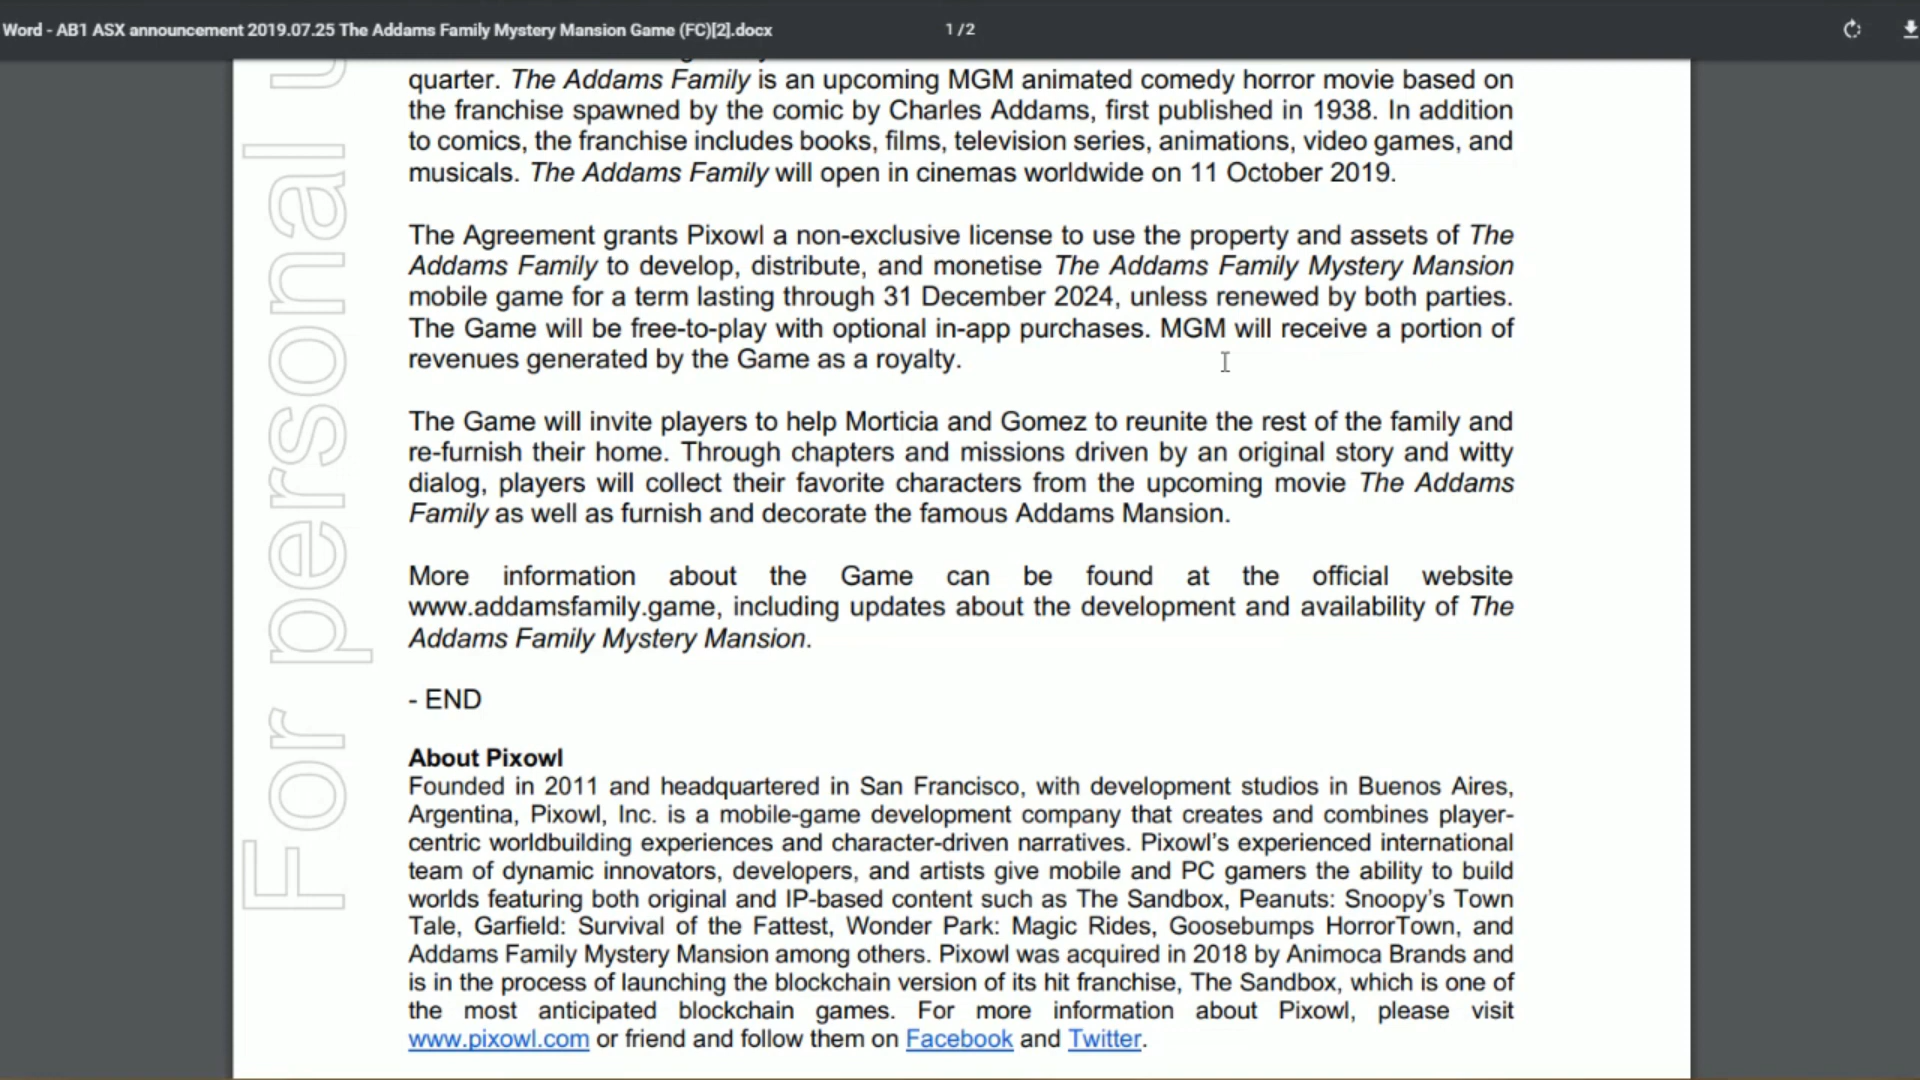 Word - AB1 ASX announcement 2019.07.25 The Addams Family Mystery Mansion Game (FC)[2].docx
1 / 2
quarter. The Addams Family is an upcoming MGM animated comedy horror movie based on
the franchise spawned by the comic by Charles Addams, first published in 1938. In addition
to comics, the franchise includes books, films, television series, animations, video games, and
musicals. The Addams Family will open in cinemas worldwide on 11 October 2019.
The Agreement grants Pixowl a non-exclusive license to use the property and assets of The
Addams Family to develop, distribute, and monetise The Addams Family Mystery Mansion
mobile game for a term lasting through 31 December 2024, unless renewed by both parties.
The Game will be free-to-play with optional in-app purchases. MGM will receive a portion of
revenues generated by the Game as a royalty.
The Game will invite players to help Morticia and Gomez to reunite the rest of the family and
re-furnish their home. Through chapters and missions driven by an original story and witty
dialog, players will collect their favorite characters from the upcoming movie The Addams
Family as well as furnish and decorate the famous Addams Mansion.
More information about the Game can be found at the official website
www.addamsfamily.game, including updates about the development and availability of The
Addams Family Mystery Mansion.
- END
About Pixowl
Founded in 2011 and headquartered in San Francisco, with development studios in Buenos Aires,
Argentina, Pixowl, Inc. is a mobile-game development company that creates and combines player-
centric worldbuilding experiences and character-driven narratives. Pixowl's experienced international
team of dynamic innovators, developers, and artists give mobile and PC gamers the ability to build
worlds featuring both original and IP-based content such as The Sandbox, Peanuts: Snoopy's Town
Tale, Garfield: Survival of the Fattest, Wonder Park: Magic Rides, Goosebumps HorrorTown, and
Addams Family Mystery Mansion among others. Pixowl was acquired in 2018 by Animoca Brands and
is in the process of launching the blockchain version of its hit franchise, The Sandbox, which is one of
the most anticipated blockchain games. For more information about Pixowl, please visit
www.pixowl.com or friend and follow them on Facebook and Twitter.
For personal u